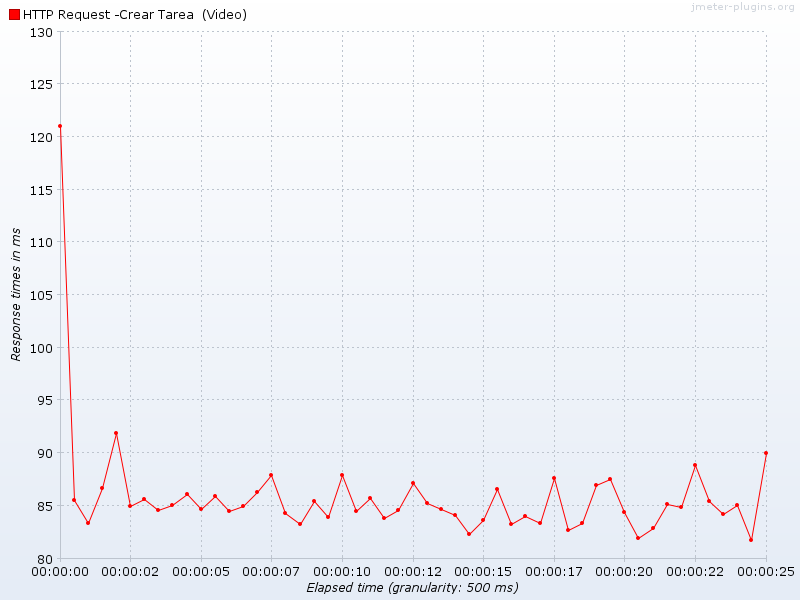 HTTP Request -Crear Tarea  (Video)
jmeter-plugins.org
130
125
120
115
110
105
100
95
90
85
80
Response times in ms
00:00:00 00:00:02 00:00:05 00:00:07 00:00:10 00:00:12 00:00:15 00:00:17 00:00:20 00:00:22 00:00:25
Elapsed time (granularity: 500 ms)